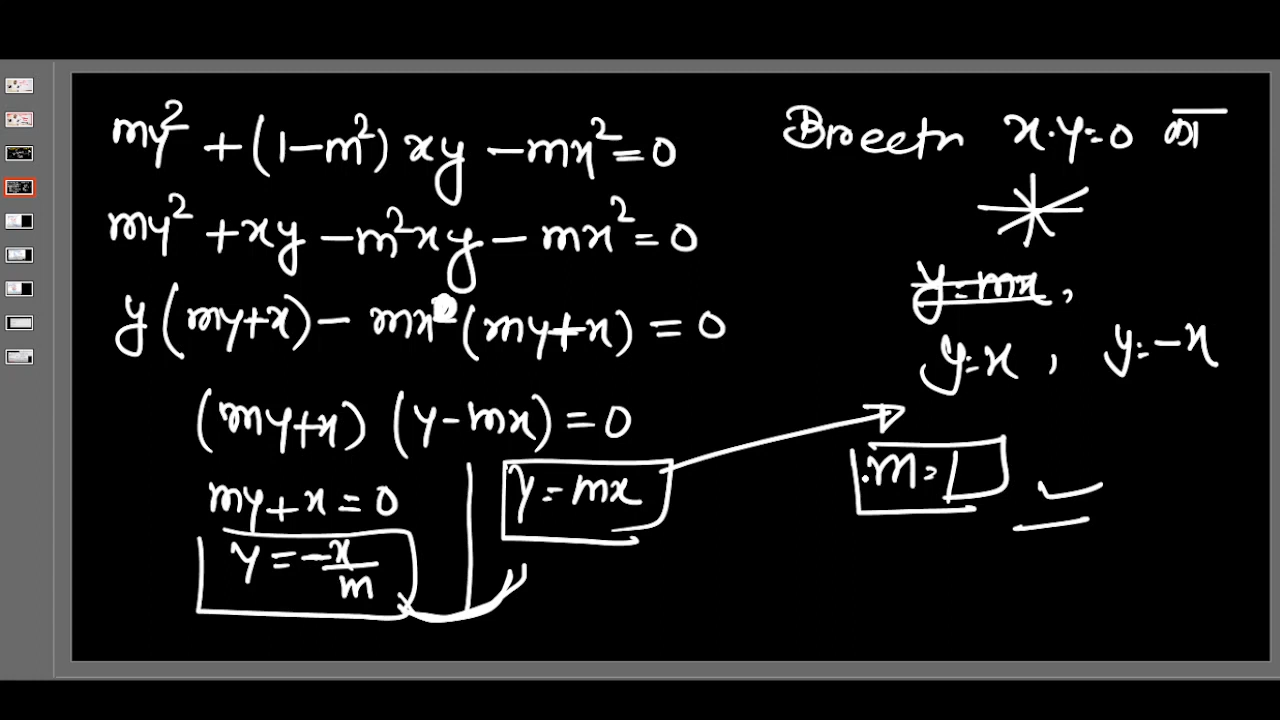 my² + (1-m²) xy - mx² = 0
my² + xy - m²xy - mx² = 0
y(my+x) - mx (my+x) = 0
(my+x) (y-mx) = 0
my+x = 0
y = -x/m
y = mx
x·y=0 का
y=mx,
y=x, y=-x
m=1